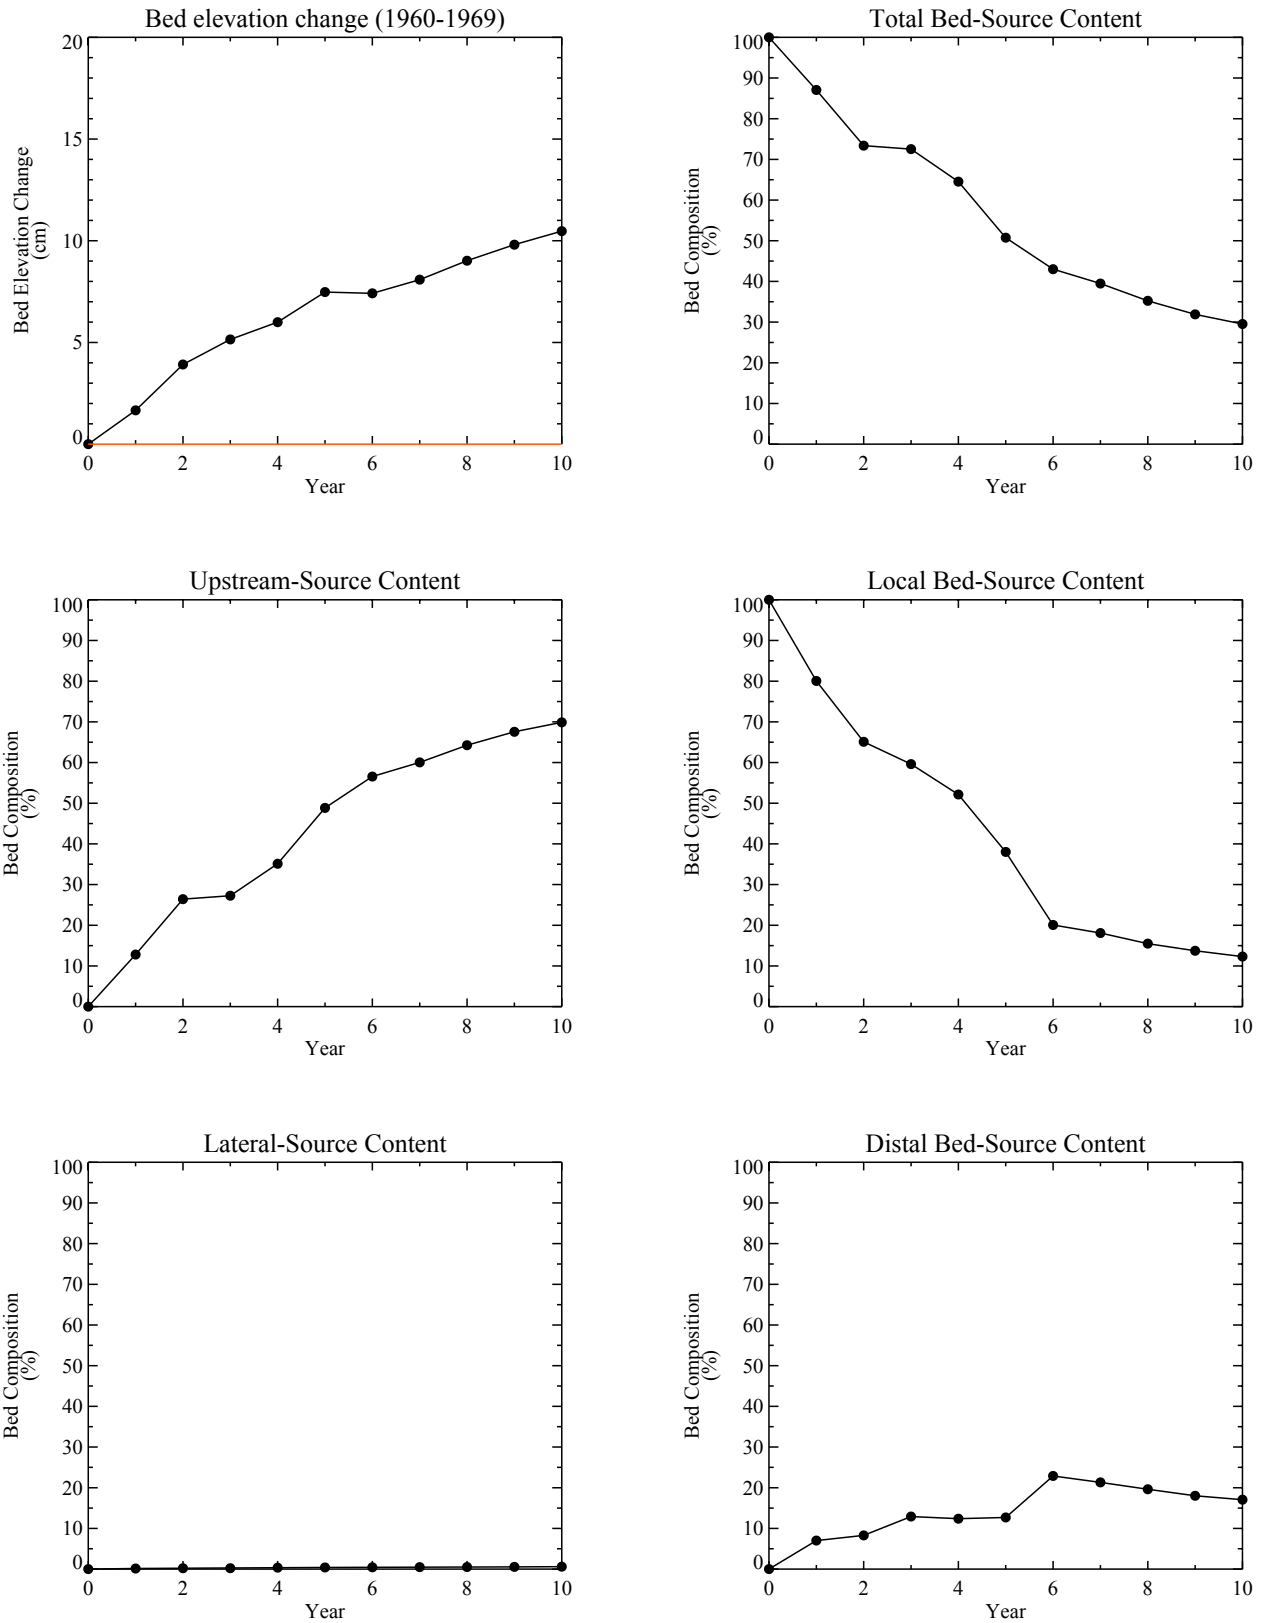 Bed elevation change (1960-1969)
20
15
10
5
0
0 2 4 6 8 10
Year
Bed Elevation Change
(cm)
Total Bed-Source Content
100
90
80
70
60
50
40
30
20
10
0
0 2 4 6 8 10
Year
Bed Composition
(%)
Upstream-Source Content
100
90
80
70
60
50
40
30
20
10
0
0 2 4 6 8 10
Year
Bed Composition
(%)
Local Bed-Source Content
100
90
80
70
60
50
40
30
20
10
0
0 2 4 6 8 10
Year
Bed Composition
(%)
Lateral-Source Content
100
90
80
70
60
50
40
30
20
10
0
0 2 4 6 8 10
Year
Bed Composition
(%)
Distal Bed-Source Content
100
90
80
70
60
50
40
30
20
10
0
0 2 4 6 8 10
Year
Bed Composition
(%)